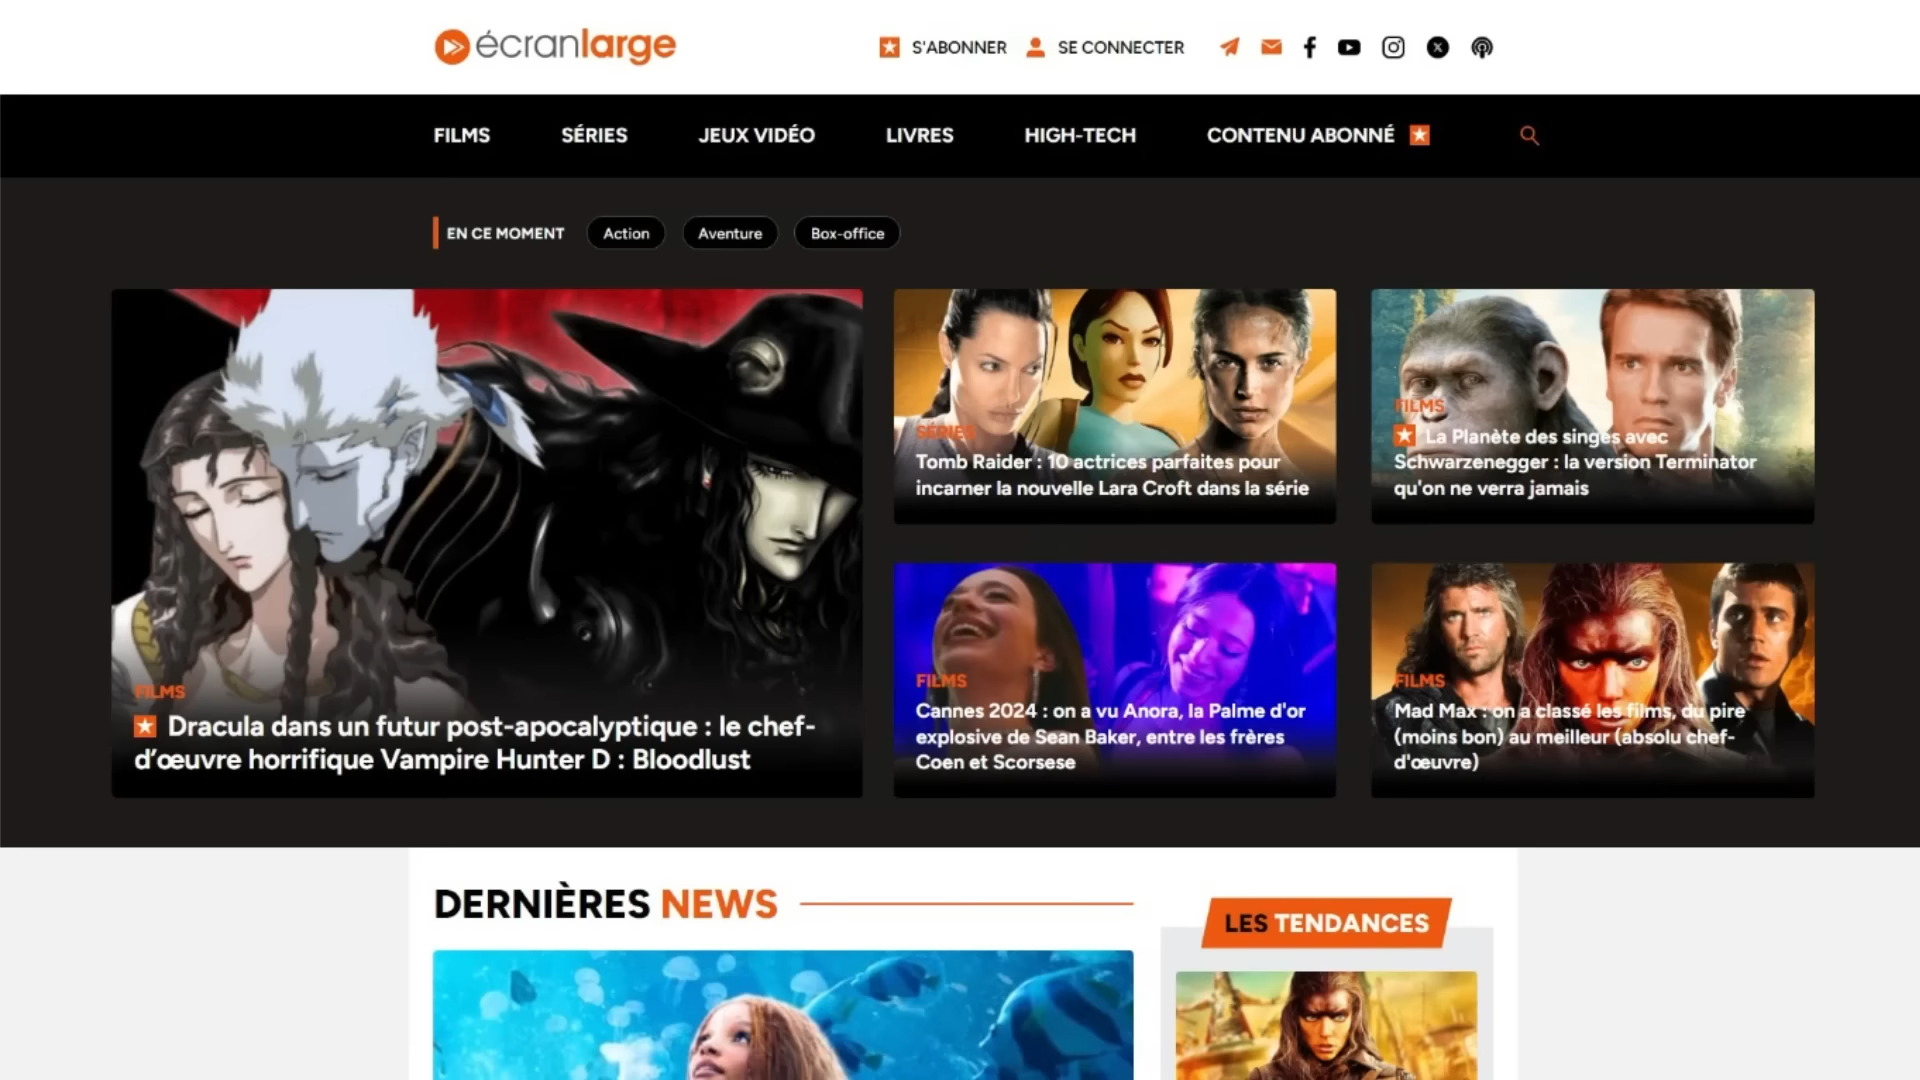 écranlarge
S'ABONNER
SE CONNECTER
FILMS
SÉRIES
JEUX VIDÉO
LIVRES
HIGH-TECH
CONTENU ABONNÉ
EN CE MOMENT
Action
Aventure
Box-office
FILMS
Dracula dans un futur post-apocalyptique : le chef-
d’œuvre horrifique Vampire Hunter D : Bloodlust
SÉRIES
Tomb Raider : 10 actrices parfaites pour
incarner la nouvelle Lara Croft dans la série
FILMS
La Planète des singes avec
Schwarzenegger : la version Terminator
qu'on ne verra jamais
FILMS
Cannes 2024 : on a vu Anora, la Palme d'or
explosive de Sean Baker, entre les frères
Coen et Scorsese
FILMS
Mad Max : on a classé les films, du pire
(moins bon) au meilleur (absolu chef-
d'œuvre)
DERNIÈRES NEWS
LES TENDANCES